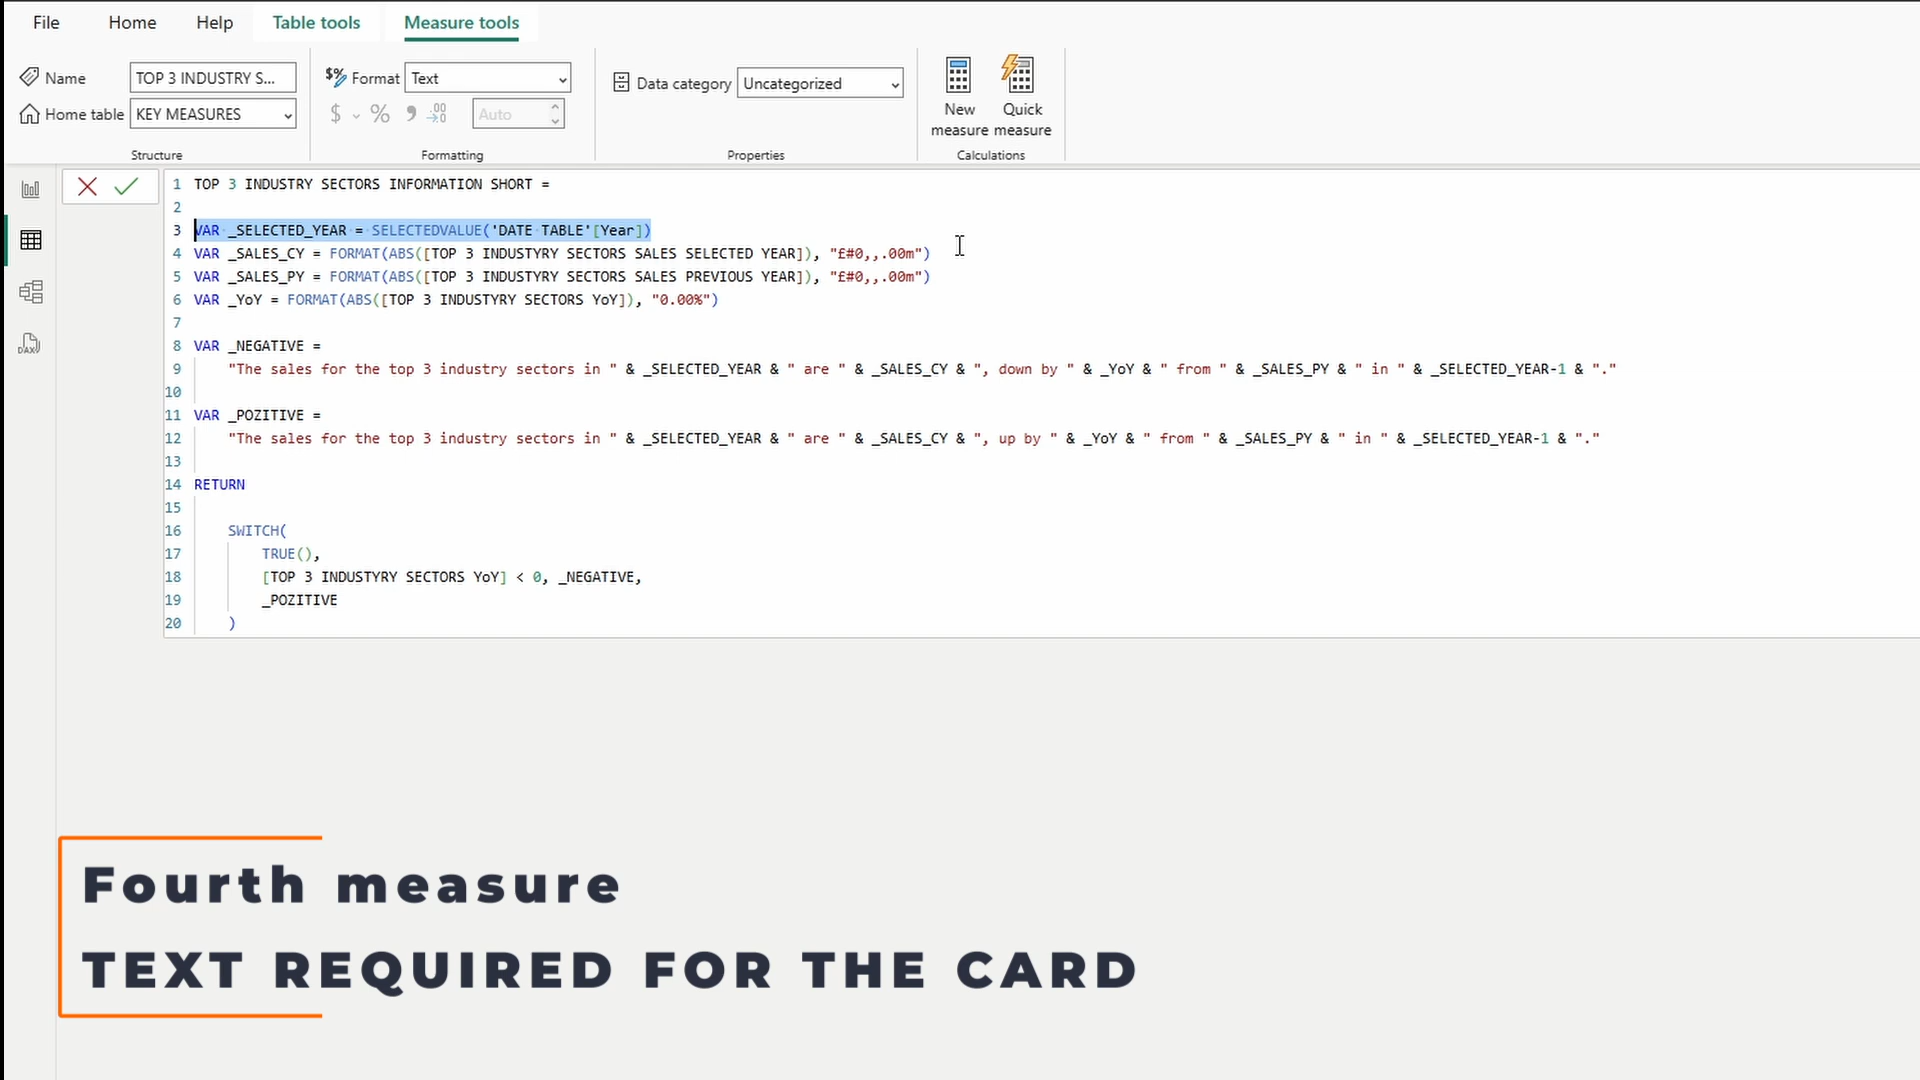 File Home Help Table tools Measure tools
Name TOP 3 INDUSTRY S... $% Format Text Data category Uncategorized New measure Quick measure
Home table KEY MEASURES $ % , .00 →.0 Auto
Structure Formatting Properties Calculations
1 TOP 3 INDUSTRY SECTORS INFORMATION SHORT =
2
3 VAR _SELECTED_YEAR = SELECTEDVALUE('DATE TABLE'[Year])
4 VAR _SALES_CY = FORMAT(ABS([TOP 3 INDUSTYRY SECTORS SALES SELECTED YEAR]), "£#0,,.00m")
5 VAR _SALES_PY = FORMAT(ABS([TOP 3 INDUSTYRY SECTORS SALES PREVIOUS YEAR]), "£#0,,.00m")
6 VAR _YoY = FORMAT(ABS([TOP 3 INDUSTYRY SECTORS YoY]), "0.00%")
7
8 VAR _NEGATIVE =
9 "The sales for the top 3 industry sectors in " & _SELECTED_YEAR & " are " & _SALES_CY & ", down by " & _YoY & " from " & _SALES_PY & " in " & _SELECTED_YEAR-1 & "."
10
11 VAR _POZITIVE =
12 "The sales for the top 3 industry sectors in " & _SELECTED_YEAR & " are " & _SALES_CY & ", up by " & _YoY & " from " & _SALES_PY & " in " & _SELECTED_YEAR-1 & "."
13
14 RETURN
15
16 SWITCH(
17 TRUE(),
18 [TOP 3 INDUSTYRY SECTORS YoY] < 0, _NEGATIVE,
19 _POZITIVE
20 )
DAX
Fourth measure
TEXT REQUIRED FOR THE CARD